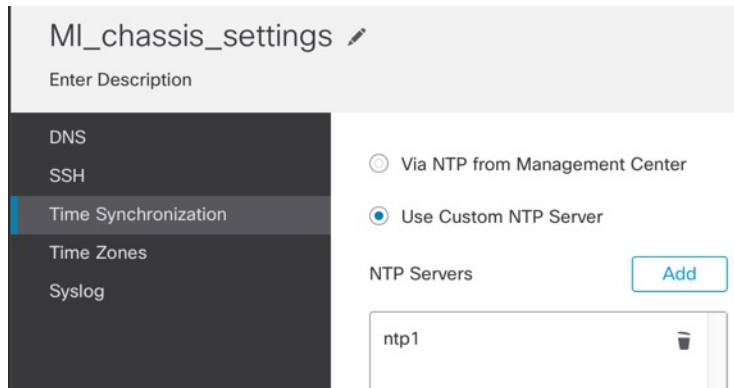 MI_chassis_settings
Enter Description
DNS
SSH
Time Synchronization
Time Zones
Syslog
Via NTP from Management Center
Use Custom NTP Server
NTP Servers
Add
ntp1